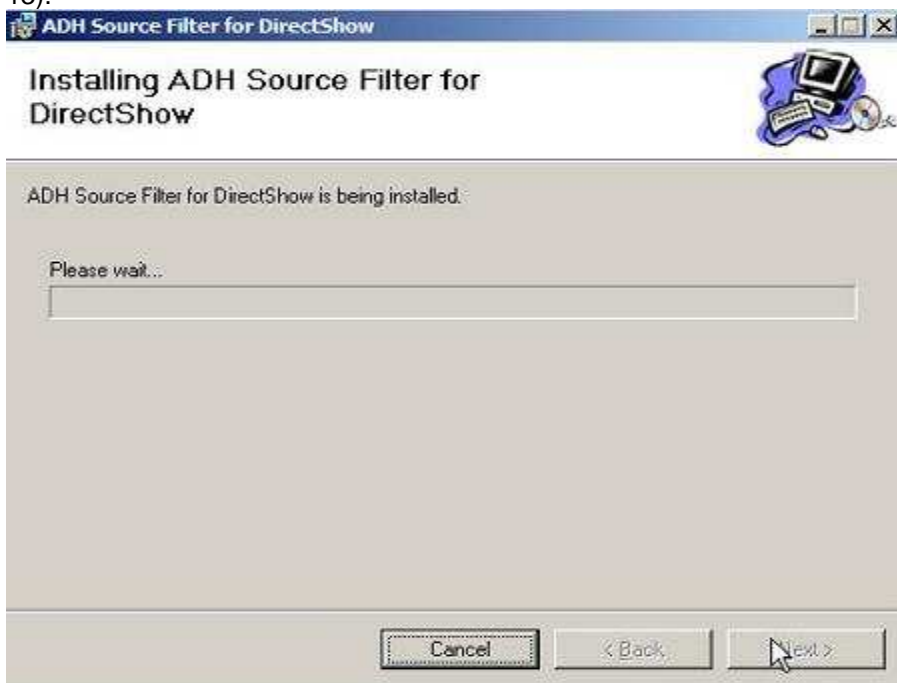 ADH Source Filter for DirectShow
Installing ADH Source Filter for
DirectShow
ADH Source Filter for DirectShow is being installed.
Please wait...
Cancel
< Back
Next >